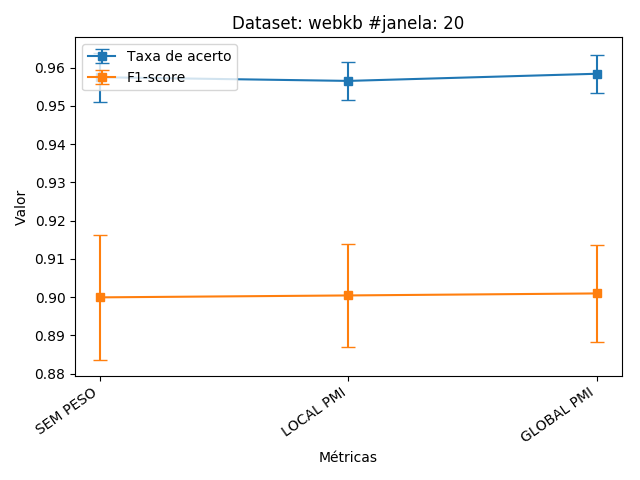 Dataset: webkb #janela: 20
Taxa de acerto
F1-score
0.96
0.95
0.94
0.93
0.92
0.91
0.90
0.89
0.88
Valor
SEM PESO
LOCAL PMI
GLOBAL PMI
Métricas